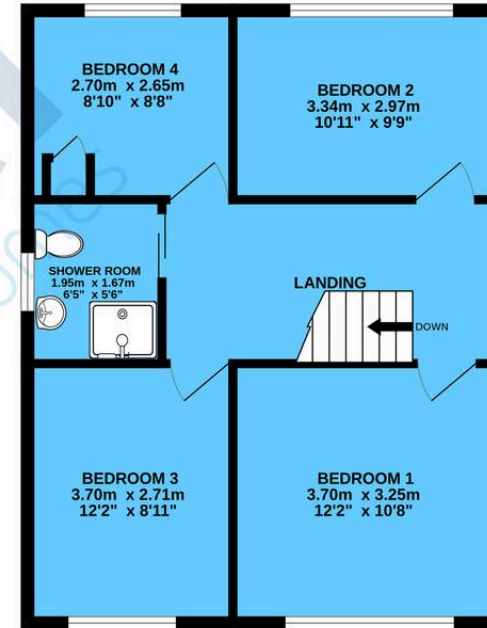 BEDROOM 4
2.70m x 2.65m
8'10" x 8'8"
BEDROOM 2
3.34m x 2.97m
10'11" x 9'9"
SHOWER ROOM
1.95m x 1.67m
6'5" x 5'6"
LANDING
DOWN
BEDROOM 3
3.70m x 2.71m
12'2" x 8'11"
BEDROOM 1
3.70m x 3.25m
12'2" x 10'8"